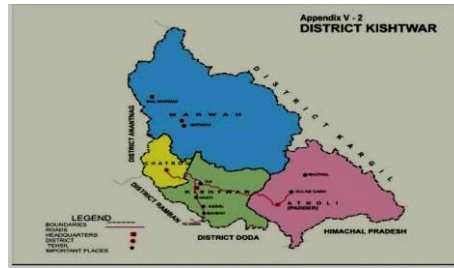 Appendix V - 2
DISTRICT KISHTWAR
DISTRICT KARGIL
WARWAH
DISTRICT ANANTNAG
CHATROO
KISHTWAR
ATHOLI
(PADDER)
DISTRICT RAMBAN
DISTRICT DODA
HIMACHAL PRADESH
LEGEND
BOUNDARIES
ROADS
HEADQUARTERS
DISTRICT
TEHSIL
IMPORTANT PLACES